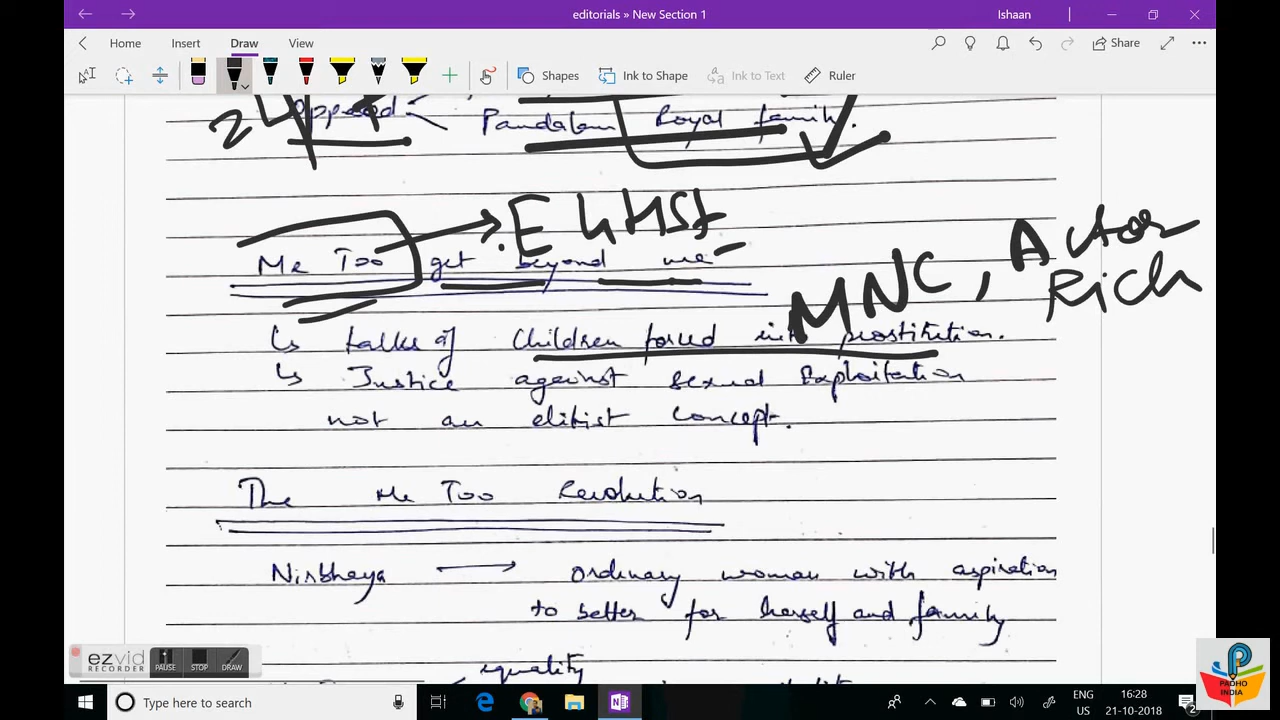 editorials » New Section 1
Ishaan
Home Insert Draw View
Share
Shapes
Ink to Shape
Ink to Text
Ruler
24
opposed
Pandalam Royal family.
Elitist
Me Too get beyond me
MNC, Actor
Rich
talks of Children forced into prostitution.
Justice against Sexual Exploitation
not an elitist concept.
The Me Too Revolution
Nirbhaya → ordinary woman with aspiration
to better for herself and family
equality
ezvid
RECORDER
PAUSE
STOP
DRAW
PADHO
INDIA
Type here to search
ENG
US
16:28
21-10-2018
2